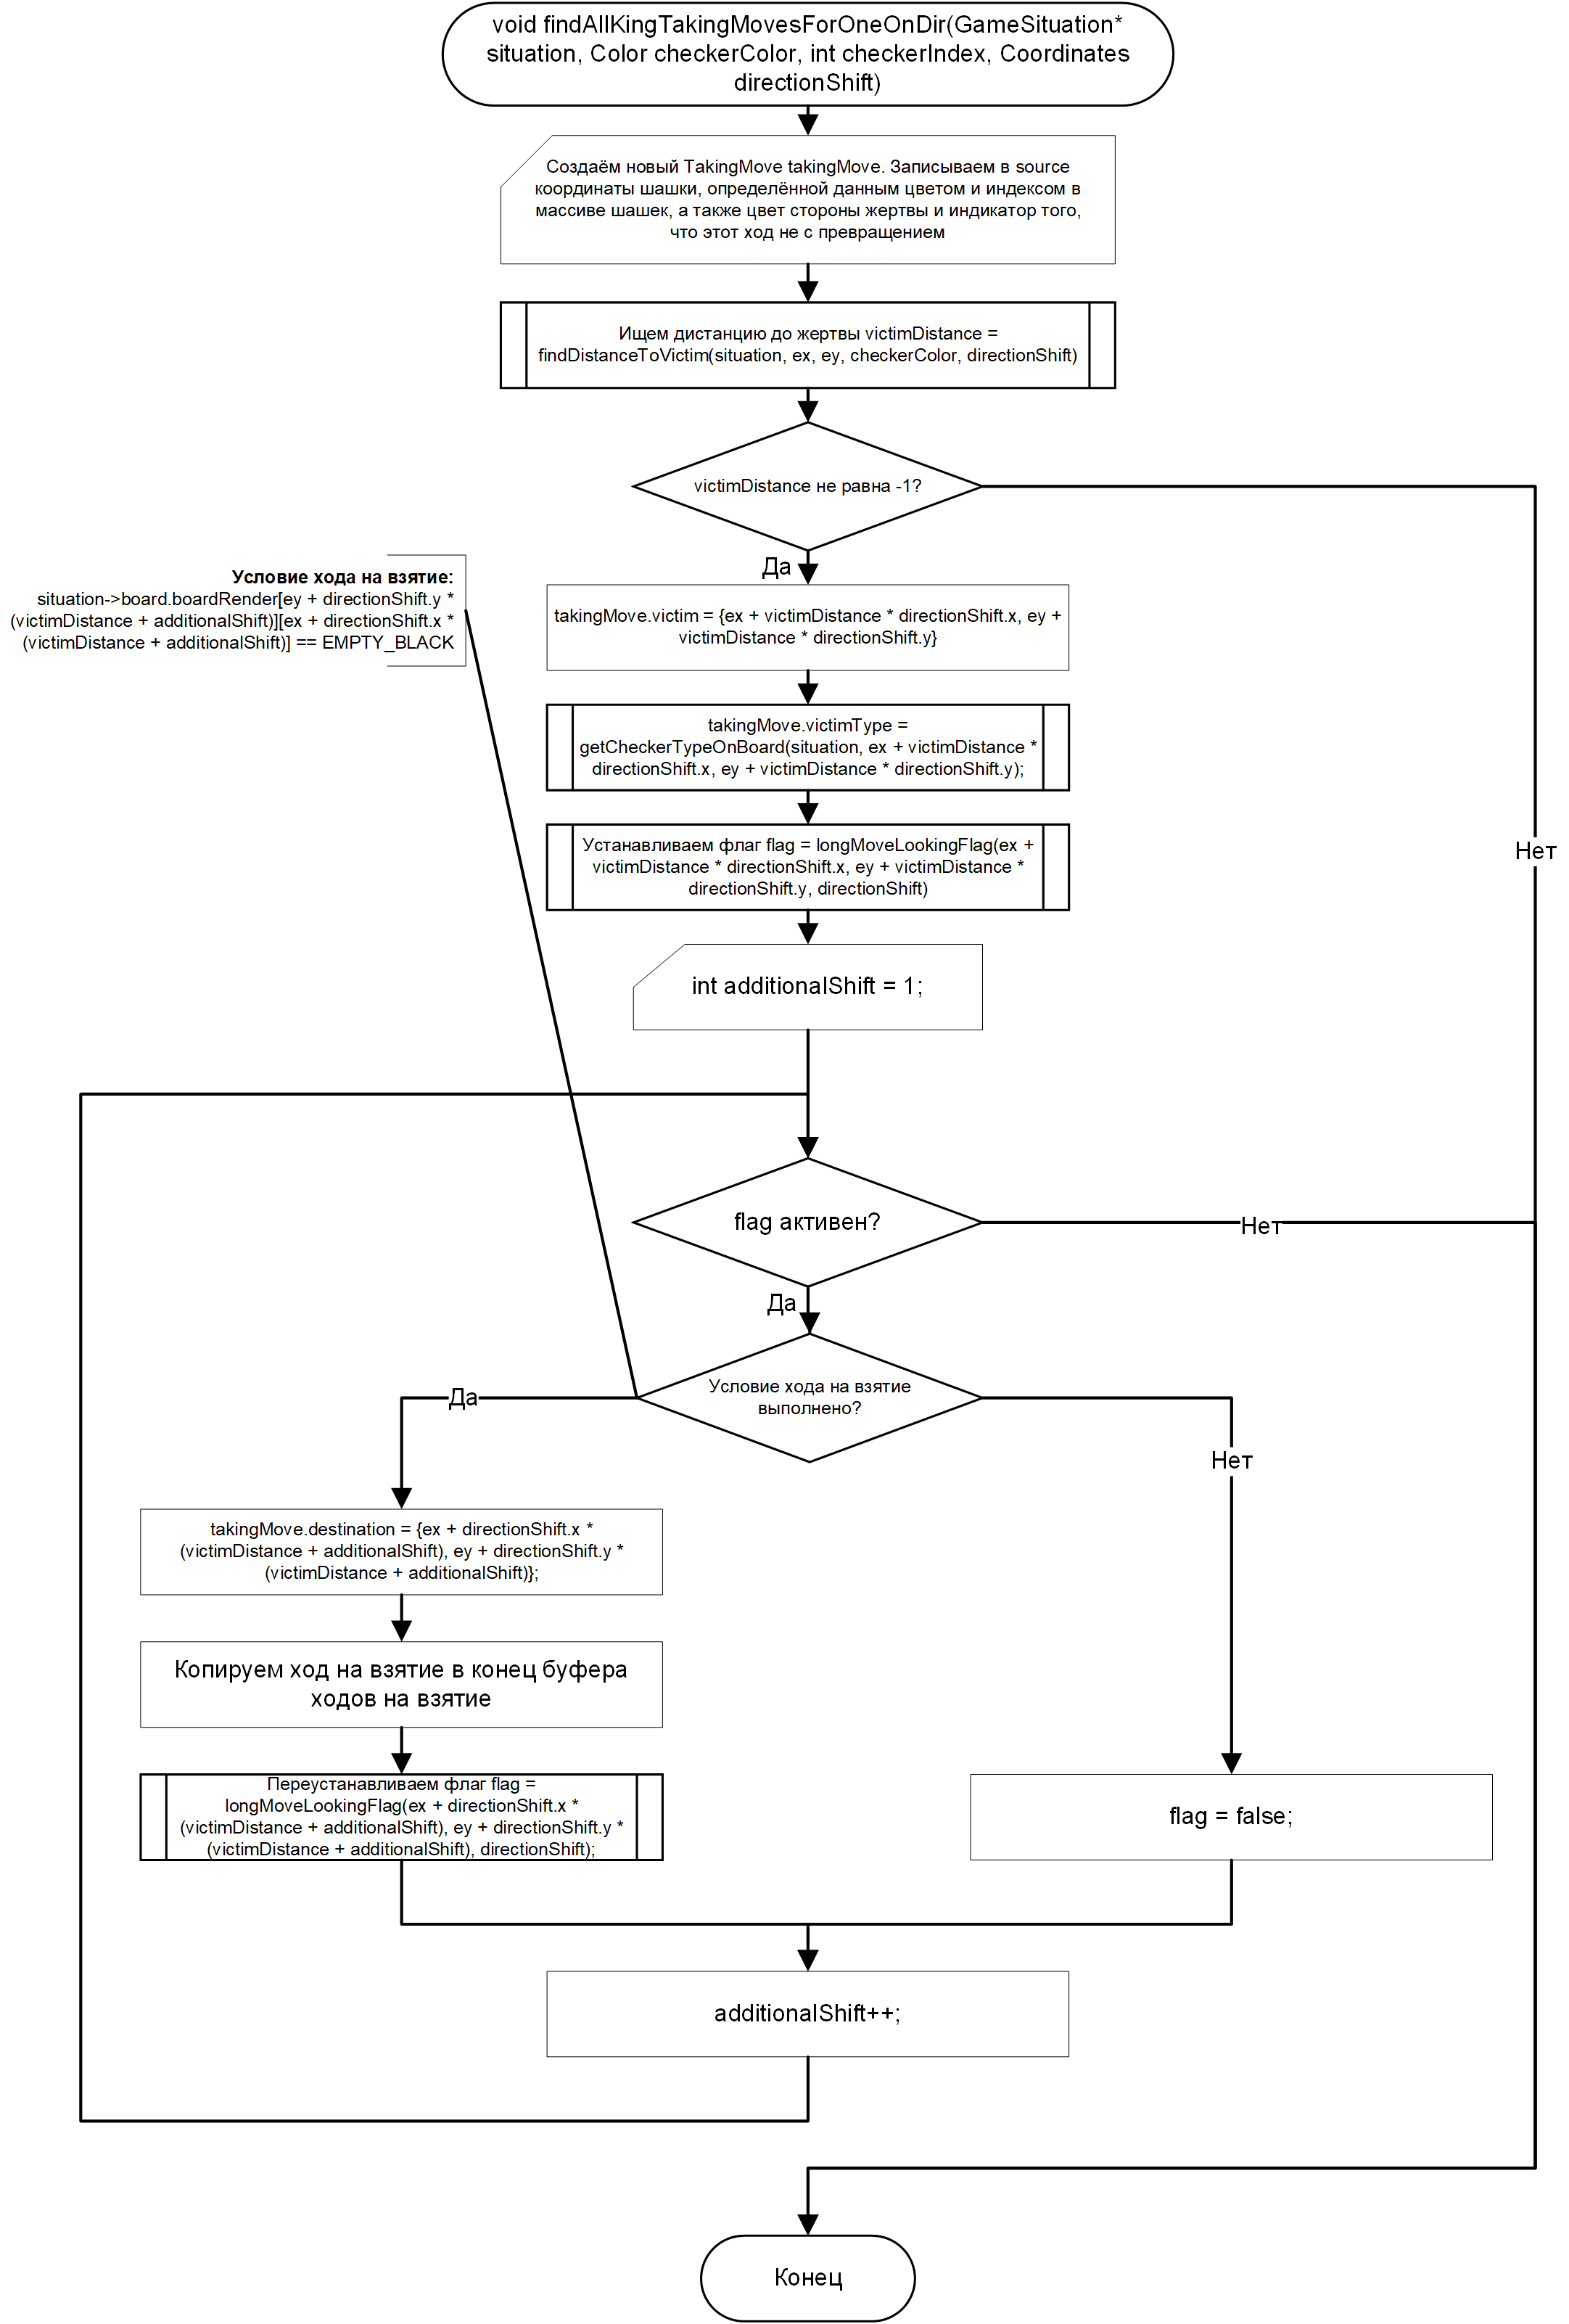 void findAllKingTakingMovesForOneOnDir(GameSituation*
situation, Color checkerColor, int checkerIndex, Coordinates
directionShift)
Создаём новый TakingMove takingMove. Записываем в source
координаты шашки, определённой данным цветом и индексом в
массиве шашек, а также цвет стороны жертвы и индикатор того,
что этот ход не с превращением
Ищем дистанцию до жертвы victimDistance =
findDistanceToVictim(situation, ex, ey, checkerColor, directionShift)
victimDistance не равна -1?
Да
Нет
Условие хода на взятие:
situation->board.boardRender[ey + directionShift.y *
(victimDistance + additionalShift)][ex + directionShift.x *
(victimDistance + additionalShift)] == EMPTY_BLACK
takingMove.victim = {ex + victimDistance * directionShift.x, ey +
victimDistance * directionShift.y}
takingMove.victimType =
getCheckerTypeOnBoard(situation, ex + victimDistance *
directionShift.x, ey + victimDistance * directionShift.y);
Устанавливаем флаг flag = longMoveLookingFlag(ex +
victimDistance * directionShift.x, ey + victimDistance *
directionShift.y, directionShift)
int additionalShift = 1;
flag активен?
Нет
Да
Условие хода на взятие
выполнено?
Да
Нет
takingMove.destination = {ex + directionShift.x *
(victimDistance + additionalShift), ey + directionShift.y *
(victimDistance + additionalShift)};
Копируем ход на взятие в конец буфера
ходов на взятие
Переустанавливаем флаг flag =
longMoveLookingFlag(ex + directionShift.x *
(victimDistance + additionalShift), ey + directionShift.y *
(victimDistance + additionalShift), directionShift);
flag = false;
additionalShift++;
Конец